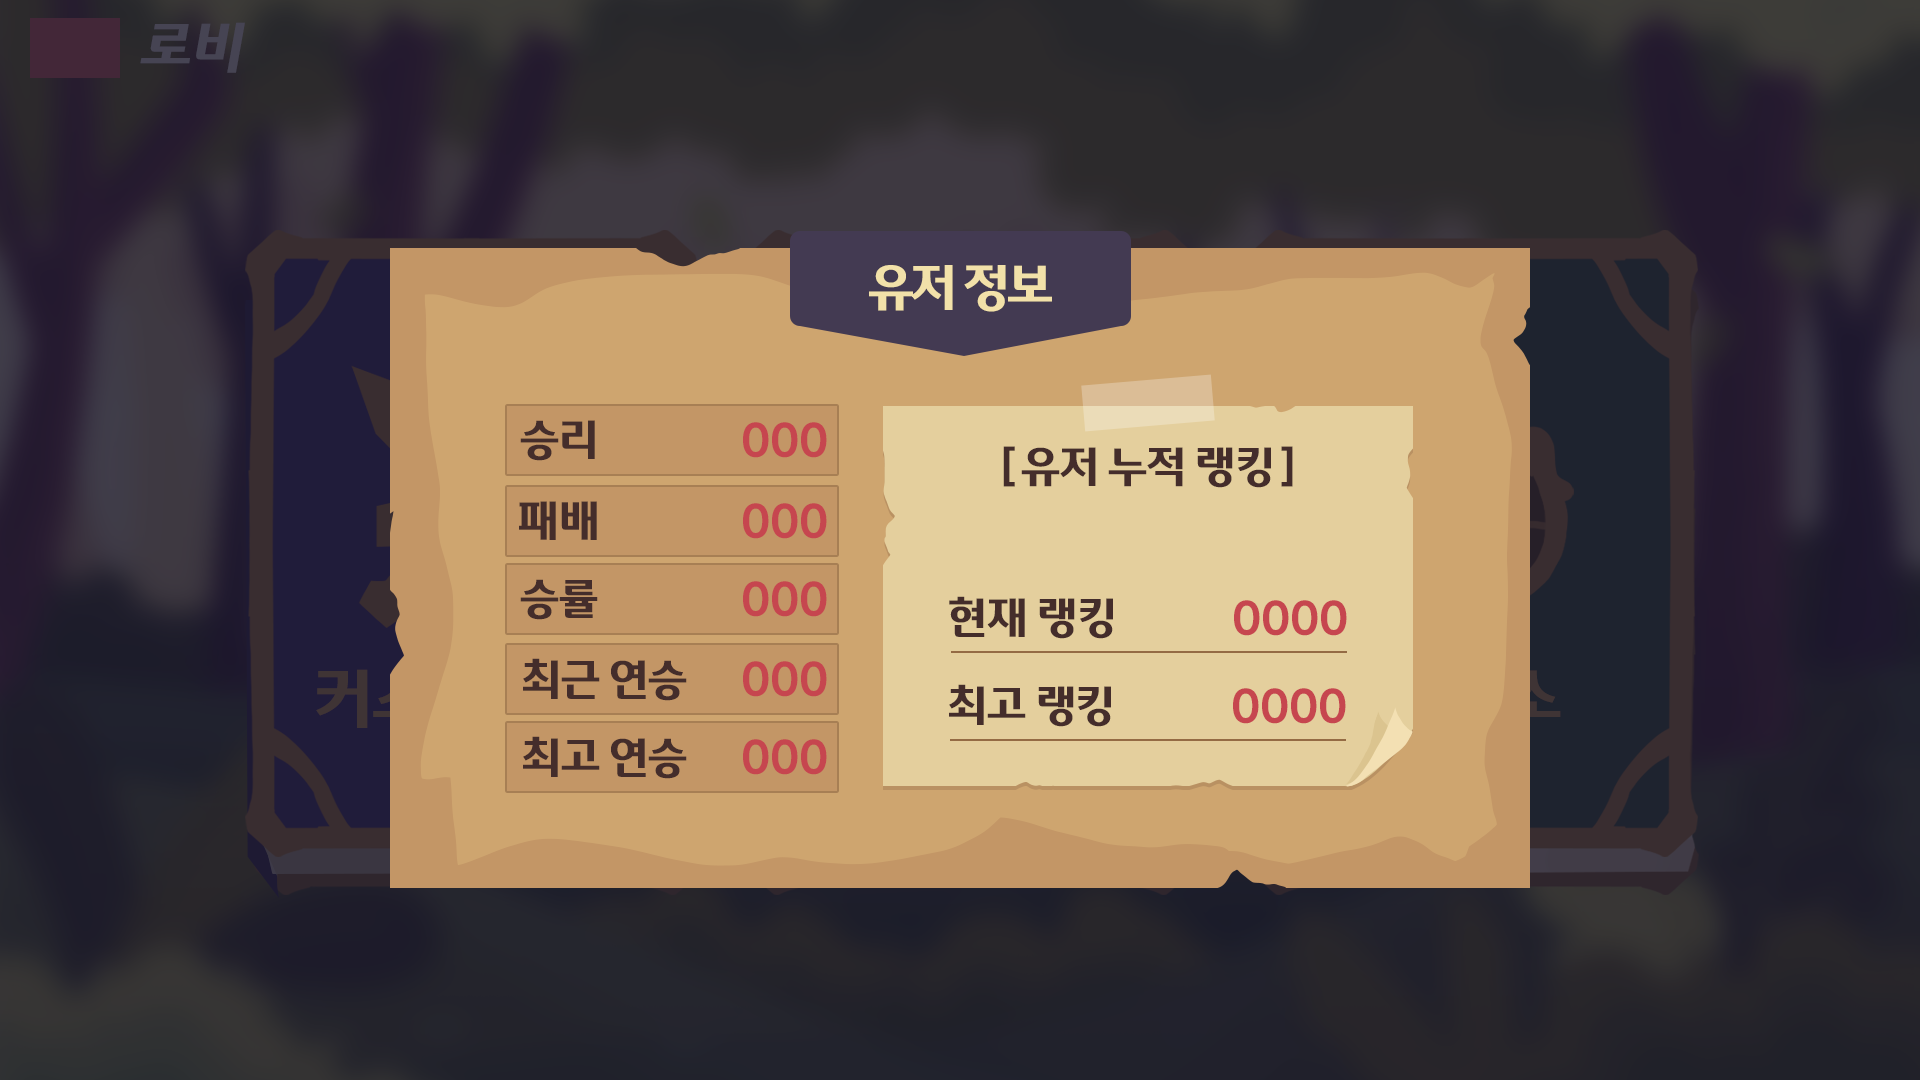 로비
유저 정보
승리 000
패배 000
승률 000
최근 연승 000
최고 연승 000
[유저 누적 랭킹]
현재 랭킹 0000
최고 랭킹 0000